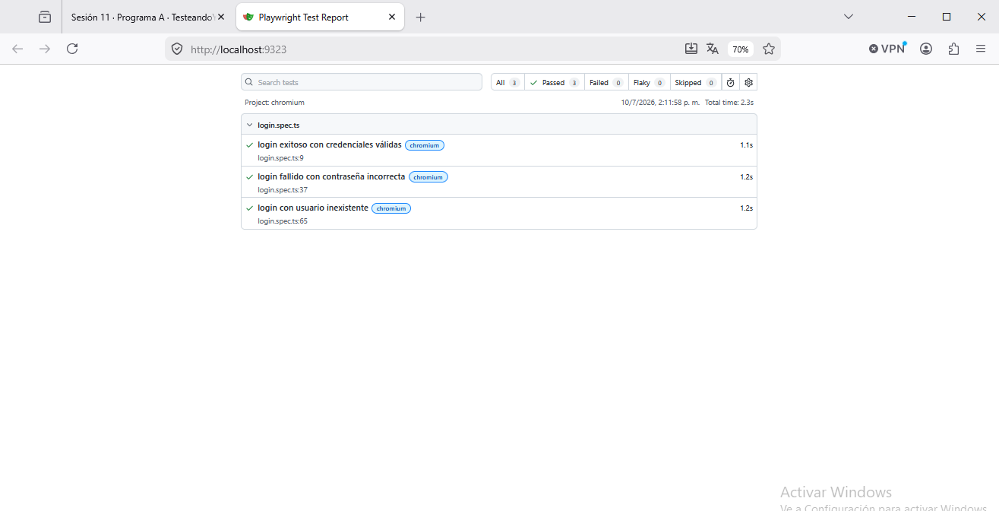 Sesión 11 · Programa A · Testeando
Playwright Test Report
http://localhost:9323
70%
VPN
Search tests
All 3
Passed 3
Failed 0
Flaky 0
Skipped 0
Project: chromium
10/7/2026, 2:11:58 p. m. Total time: 2.3s
login.spec.ts
login exitoso con credenciales válidas chromium 1.1s
login.spec.ts:9
login fallido con contraseña incorrecta chromium 1.2s
login.spec.ts:37
login con usuario inexistente chromium 1.2s
login.spec.ts:65
Activar Windows
Ve a Configuración para activar Windows